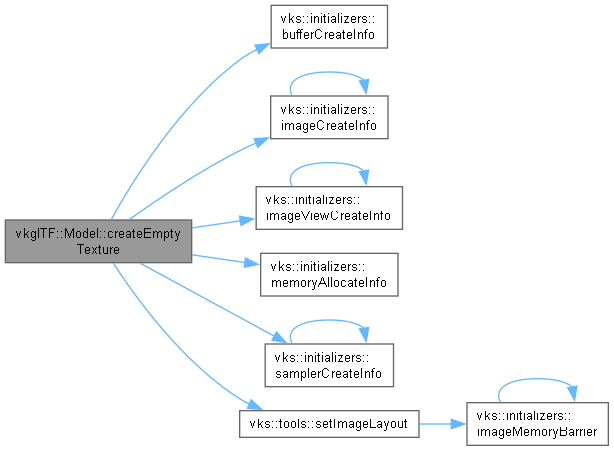 vks::initializers::
bufferCreateInfo
vks::initializers::
imageCreateInfo
vks::initializers::
imageViewCreateInfo
vkglTF::Model::createEmpty
Texture
vks::initializers::
memoryAllocateInfo
vks::initializers::
samplerCreateInfo
vks::tools::setImageLayout
vks::initializers::
imageMemoryBarrier